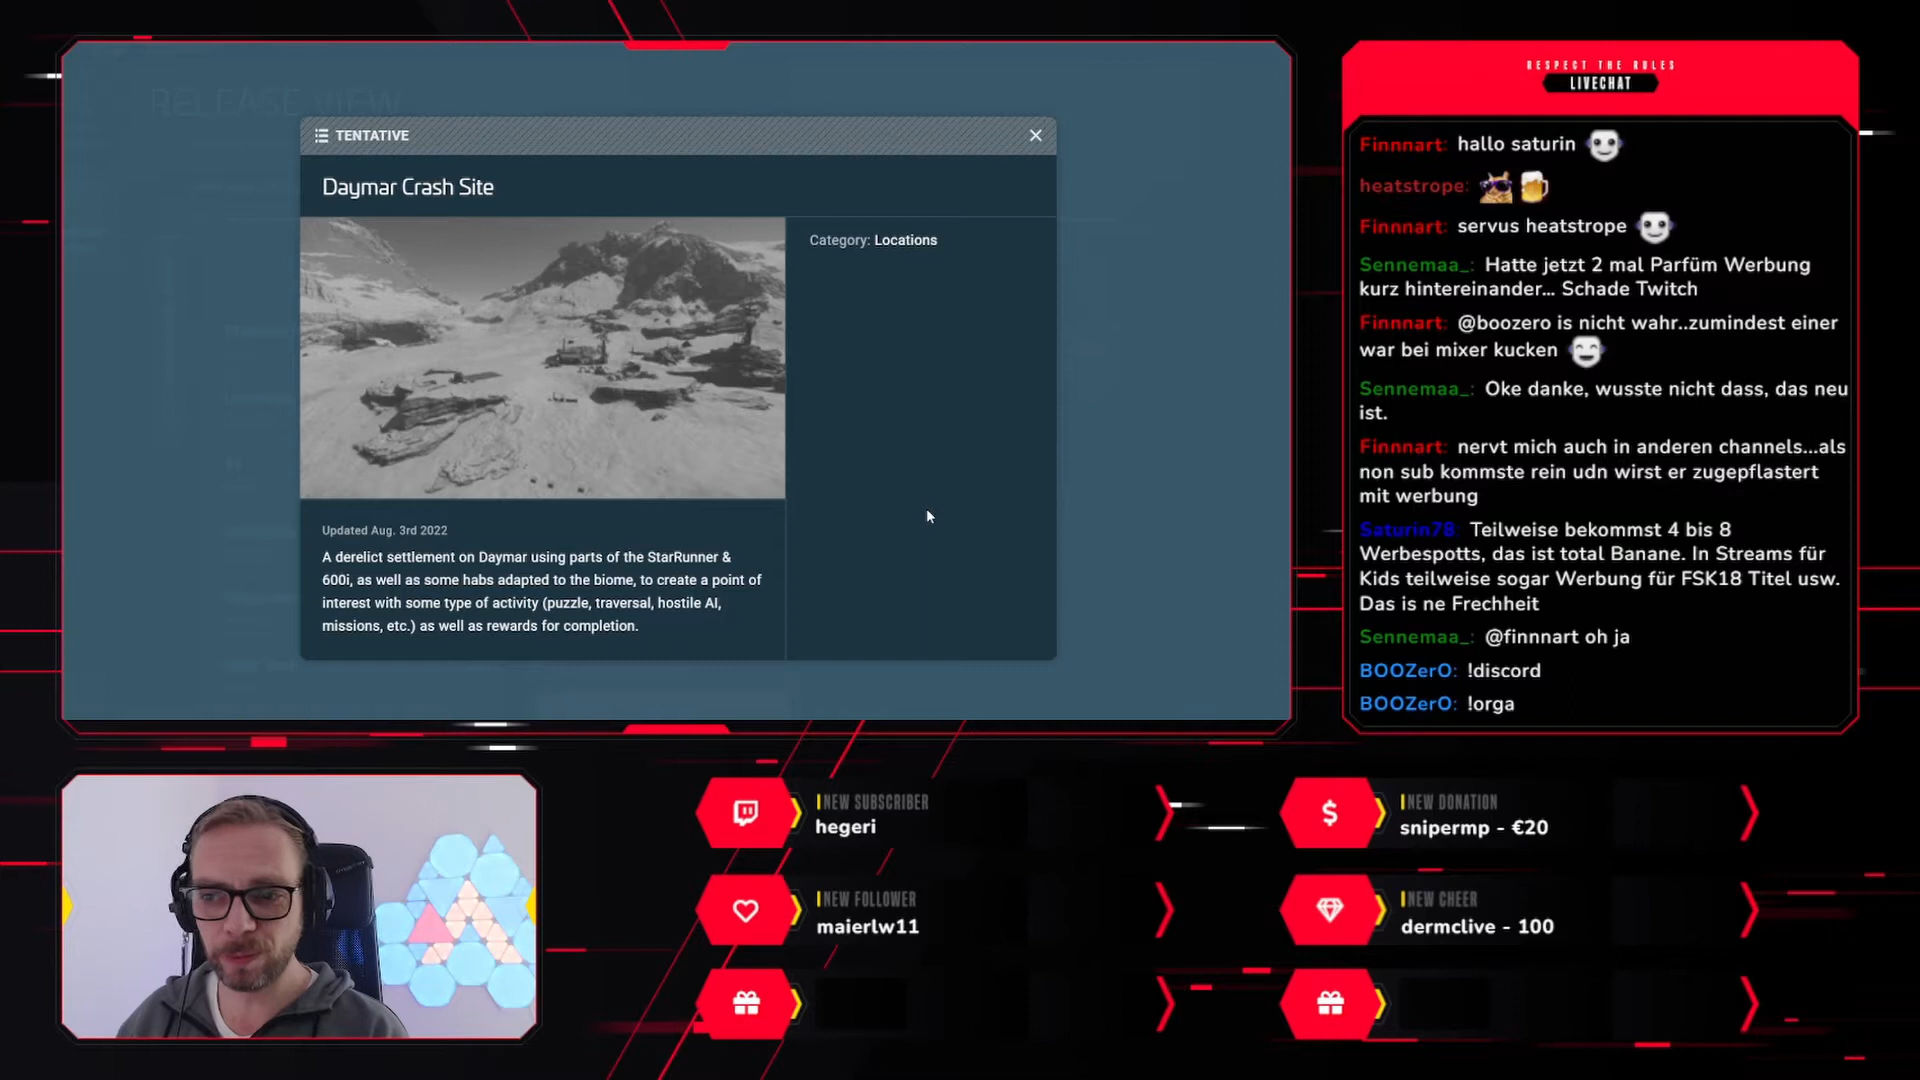 RELEASE VIEW
TENTATIVE
Daymar Crash Site
Category: Locations
Updated Aug. 3rd 2022
A derelict settlement on Daymar using parts of the StarRunner &
600i, as well as some habs adapted to the biome, to create a point of
interest with some type of activity (puzzle, traversal, hostile AI,
missions, etc.) as well as rewards for completion.
RESPECT THE RULES
LIVECHAT
Finnnart: hallo saturin
heatstrope:
Finnnart: servus heatstrope
Sennemaa_: Hatte jetzt 2 mal Parfüm Werbung
kurz hintereinander... Schade Twitch
Finnnart: @boozero is nicht wahr..zumindest einer
war bei mixer kucken
Sennemaa_: Oke danke, wusste nicht dass, das neu
ist.
Finnnart: nervt mich auch in anderen channels...als
non sub kommste rein udn wirst er zugepflastert
mit werbung
Saturin78: Teilweise bekommst 4 bis 8
Werbespotts, das ist total Banane. In Streams für
Kids teilweise sogar Werbung für FSK18 Titel usw.
Das is ne Frechheit
Sennemaa_: @finnnart oh ja
BOOZerO: !discord
BOOZerO: !orga
NEW SUBSCRIBER
hegeri
NEW DONATION
snipermp - €20
NEW FOLLOWER
maierlw11
NEW CHEER
dermclive - 100